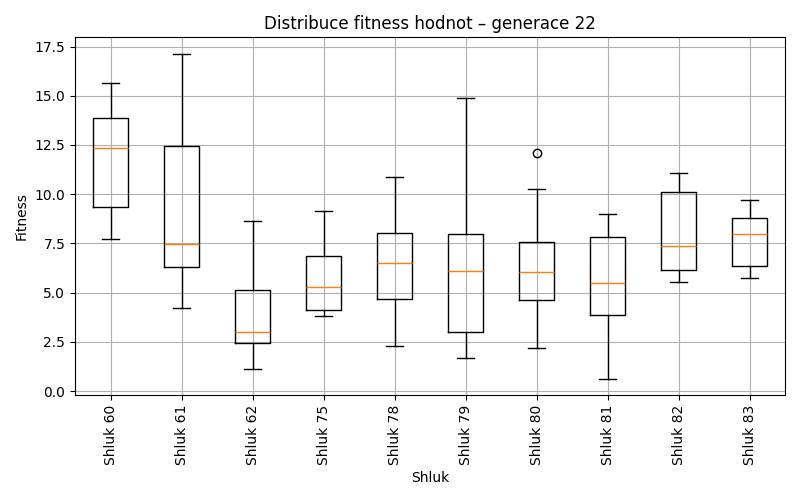 Distribuce fitness hodnot – generace 22
Fitness
17.5
15.0
12.5
10.0
7.5
5.0
2.5
0.0
Shluk 60
Shluk 61
Shluk 62
Shluk 75
Shluk 78
Shluk 79
Shluk 80
Shluk 81
Shluk 82
Shluk 83
Shluk